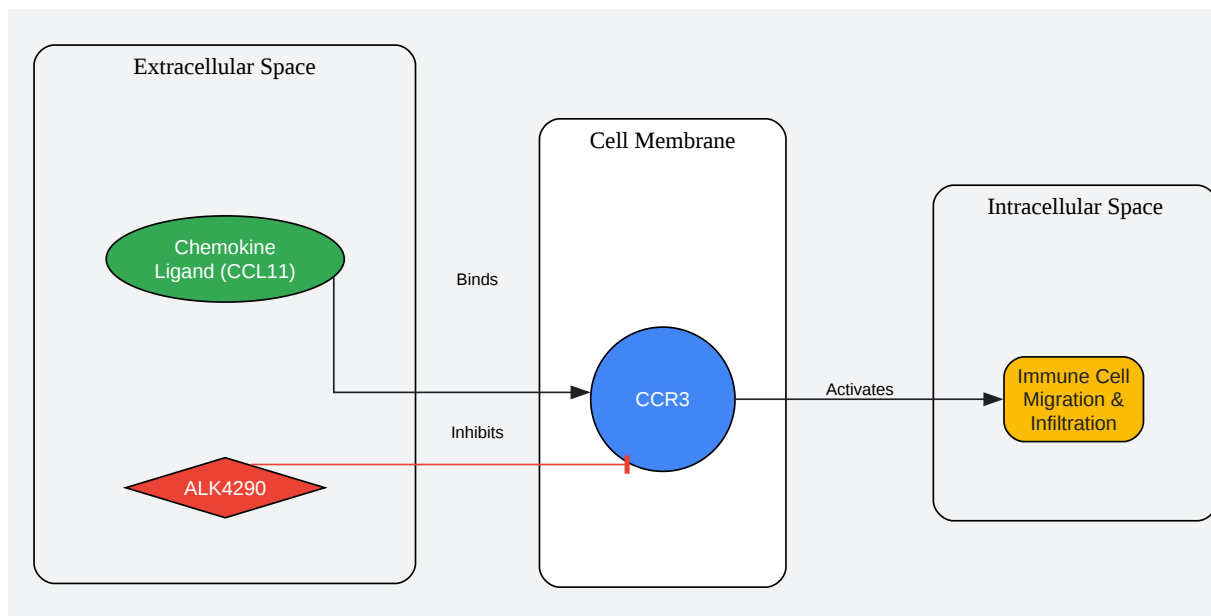 Extracellular Space
Chemokine
Ligand (CCL11)
ALK4290
Binds
Inhibits
Cell Membrane
CCR3
Activates
Intracellular Space
Immune Cell
Migration &
Infiltration